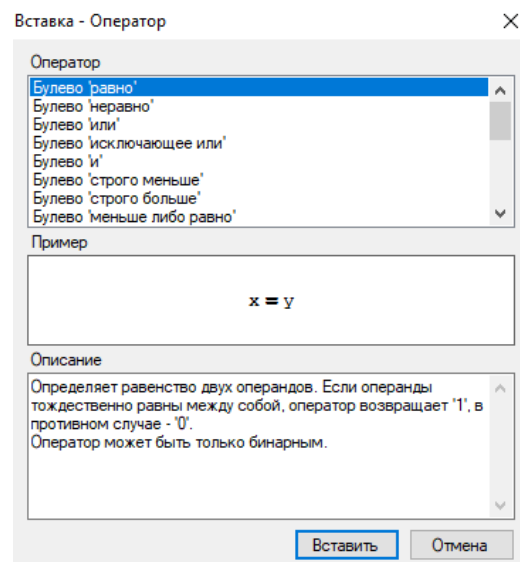 Вставка - Оператор
Оператор
Булево 'равно'
Булево 'неравно'
Булево 'или'
Булево 'исключающее или'
Булево 'и'
Булево 'строго меньше'
Булево 'строго больше'
Булево 'меньше либо равно'
Пример
x = y
Описание
Определяет равенство двух операндов. Если операнды
тождественно равны между собой, оператор возвращает '1', в
противном случае - '0'.
Оператор может быть только бинарным.
Вставить
Отмена